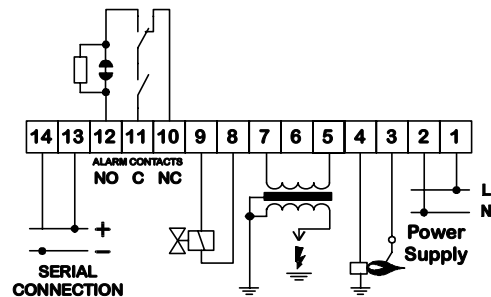 14 13 12 11 10 9 8 7 6 5 4 3 2 1
ALARM CONTACTS
NO C NC
L
N
+
−
Power
Supply
SERIAL
CONNECTION